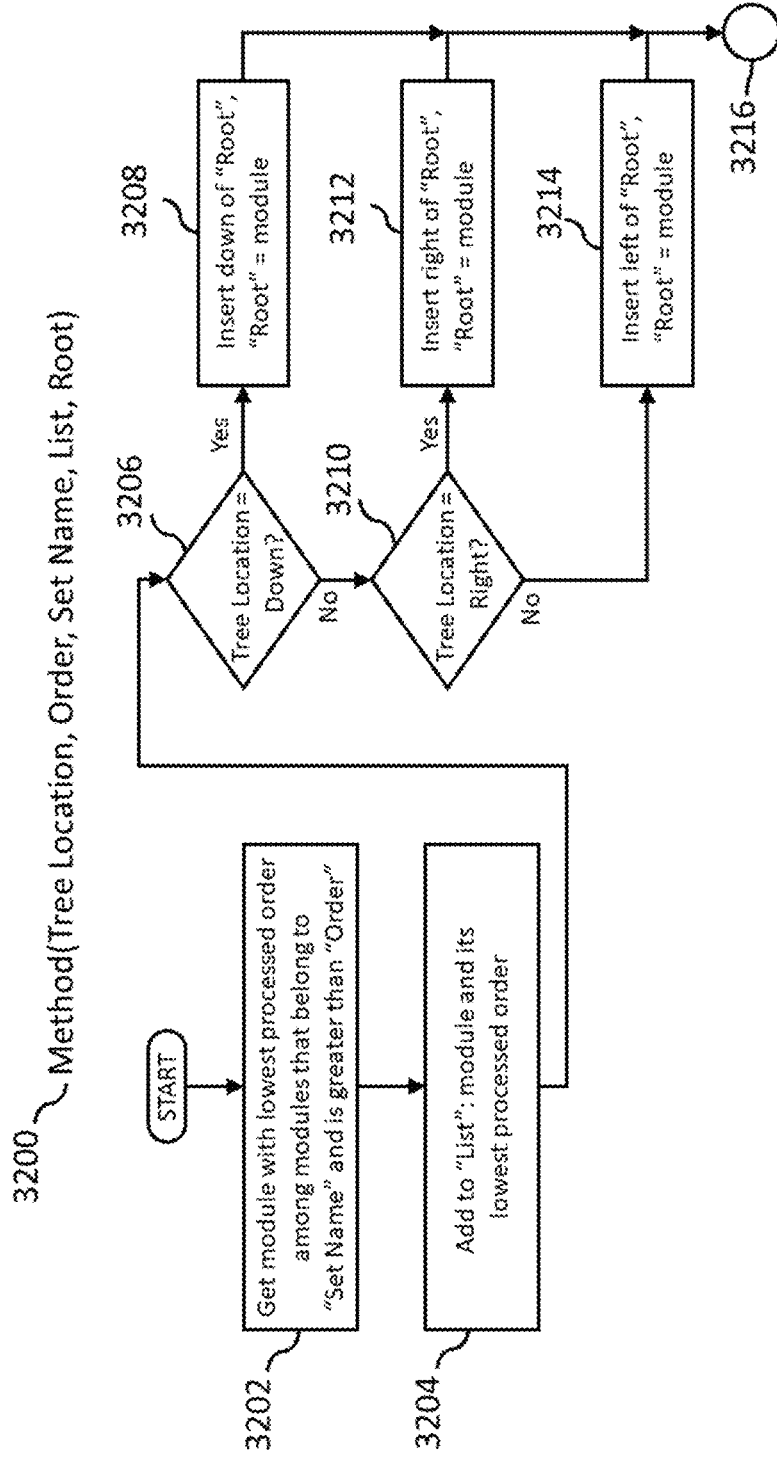 3200
Method(Tree Location, Order, Set Name, List, Root)
START
3202
Get module with lowest processed order
among modules that belong to
“Set Name” and is greater than “Order”
3204
Add to “List”: module and its
lowest processed order
3206
Tree Location =
Down?
Yes
No
3208
Insert down of “Root”,
“Root” = module
3210
Tree Location =
Right?
Yes
No
3212
Insert right of “Root”,
“Root” = module
3214
Insert left of “Root”,
“Root” = module
3216